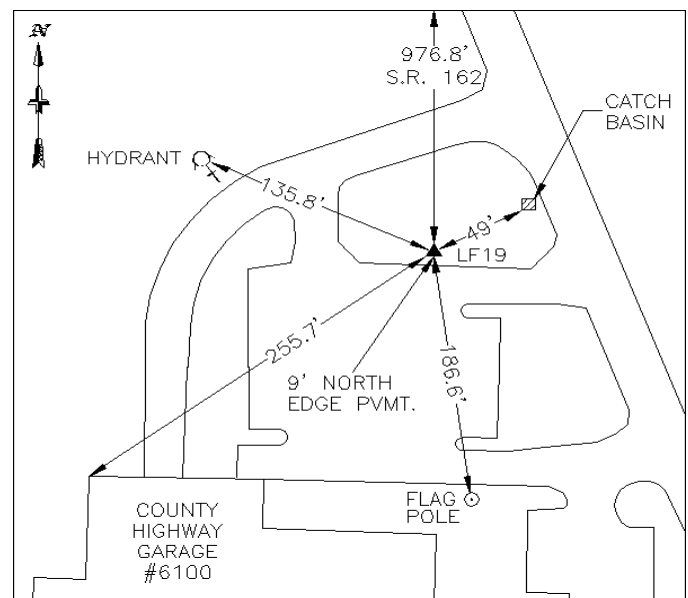 N
976.8'
S.R. 162
CATCH
BASIN
HYDRANT
135.8'
49'
LF19
255.7'
186.6'
9' NORTH
EDGE PVMT.
FLAG
POLE
COUNTY
HIGHWAY
GARAGE
#6100